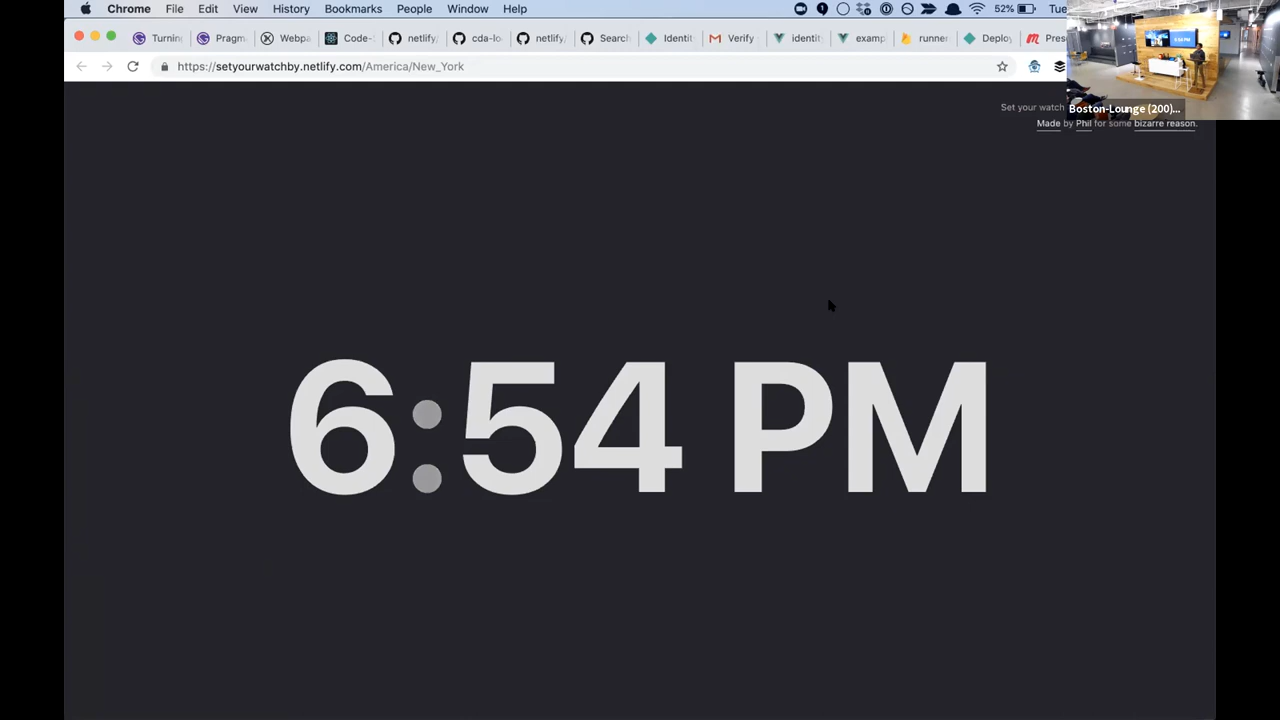 Chrome File Edit View History Bookmarks People Window Help 52% Tue
Turnin Pragm Webpa Code- netlify, cda-lo netlify, Search Identit Verify identit examp runner Deploy Pres
https://setyourwatchby.netlify.com/America/New_York
Set your watch
Boston-Lounge (200)...
Made by Phil for some bizarre reason.
6:54 PM